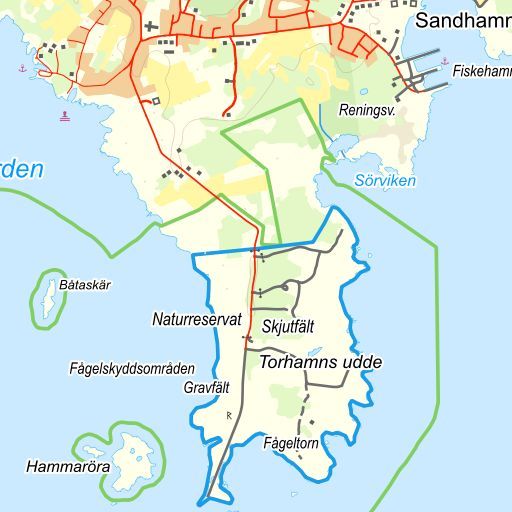 Sandhamn
Fiskehamn
Reningsv.
rden
Sörviken
Båtaskär
Naturreservat
Skjutfält
Torhamns udde
Fågelskyddsområden
Gravfält
R
Fågeltorn
Hammaröra